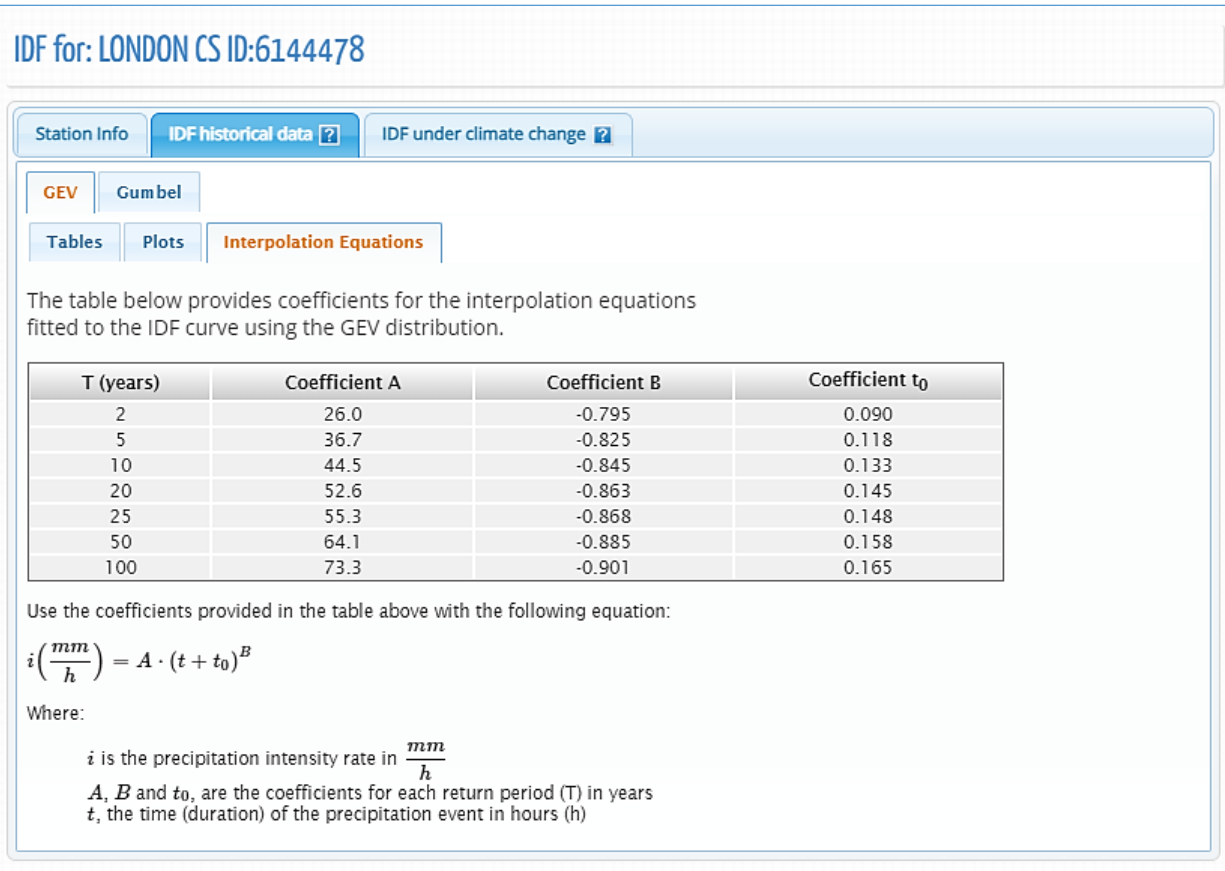 IDF for: LONDON CS ID:6144478
Station Info IDF historical data ? IDF under climate change ?
GEV Gumbel
Tables Plots Interpolation Equations
The table below provides coefficients for the interpolation equations
fitted to the IDF curve using the GEV distribution.
T (years) Coefficient A Coefficient B Coefficient t₀
2 26.0 -0.795 0.090
5 36.7 -0.825 0.118
10 44.5 -0.845 0.133
20 52.6 -0.863 0.145
25 55.3 -0.868 0.148
50 64.1 -0.885 0.158
100 73.3 -0.901 0.165
Use the coefficients provided in the table above with the following equation:
i(mm/h) = A · (t + t₀)^B
Where:
i is the precipitation intensity rate in mm/h
A, B and t₀, are the coefficients for each return period (T) in years
t, the time (duration) of the precipitation event in hours (h)